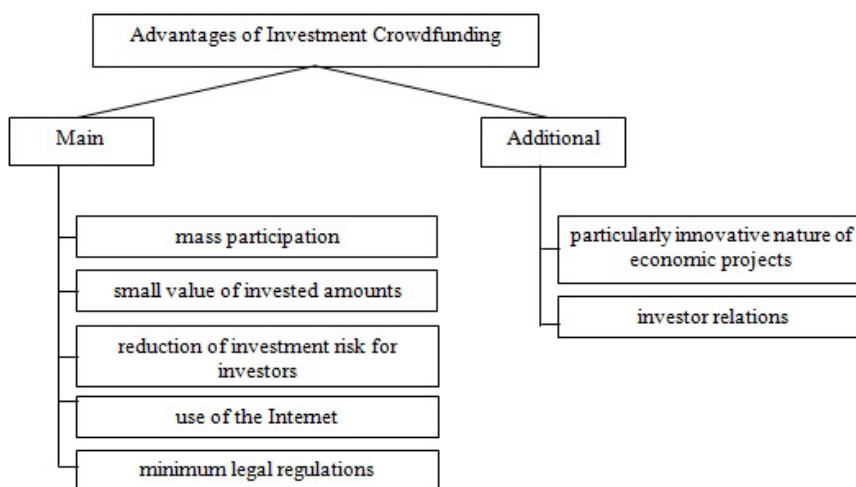 Advantages of Investment Crowdfunding
Main
Additional
mass participation
small value of invested amounts
reduction of investment risk for
investors
use of the Internet
minimum legal regulations
particularly innovative nature of
economic projects
investor relations